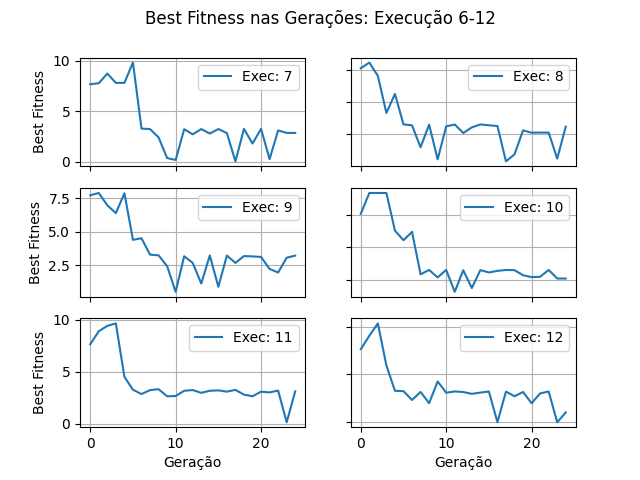 Best Fitness nas Gerações: Execução 6-12
10
5
0
Best Fitness
Exec: 7
Exec: 8
7.5
5.0
2.5
Best Fitness
Exec: 9
Exec: 10
10
5
0
Best Fitness
Exec: 11
Exec: 12
0 10 20
0 10 20
Geração
Geração